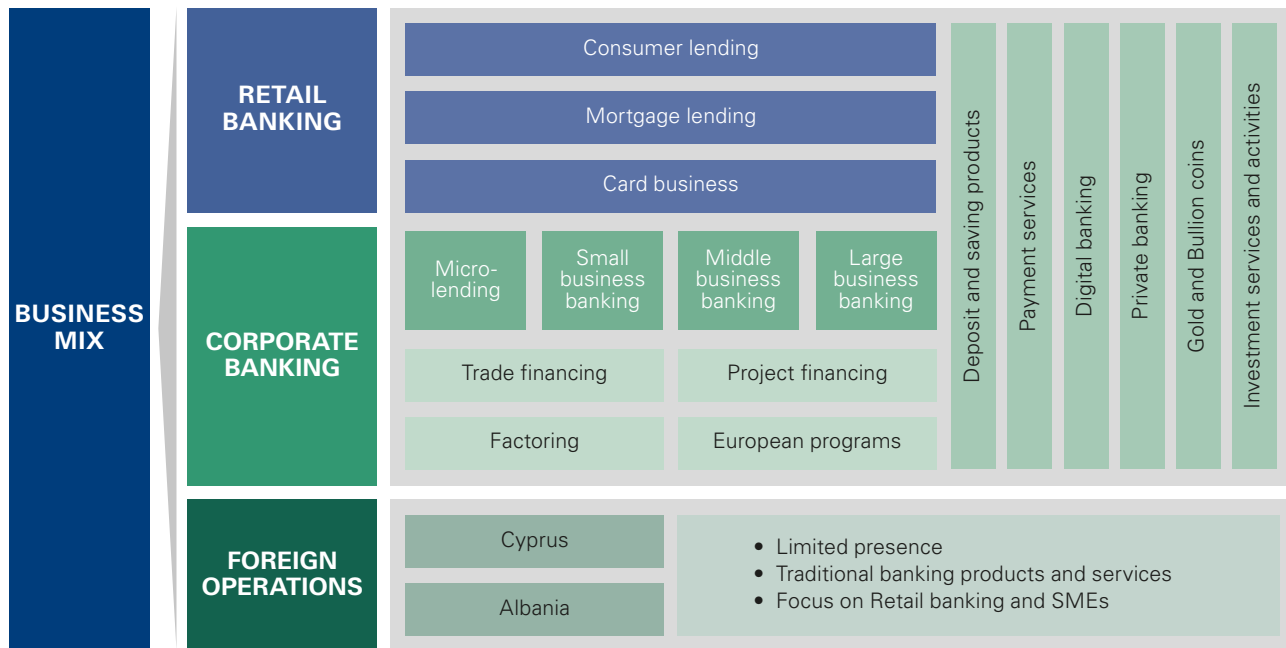 BUSINESS
MIX
RETAIL
BANKING
Consumer lending
Mortgage lending
Card business
CORPORATE
BANKING
Micro-
lending
Small
business
banking
Middle
business
banking
Large
business
banking
Trade financing
Project financing
Factoring
European programs
Deposit and saving products
Payment services
Digital banking
Private banking
Gold and Bullion coins
Investment services and activities
FOREIGN
OPERATIONS
Cyprus
Albania
• Limited presence
• Traditional banking products and services
• Focus on Retail banking and SMEs